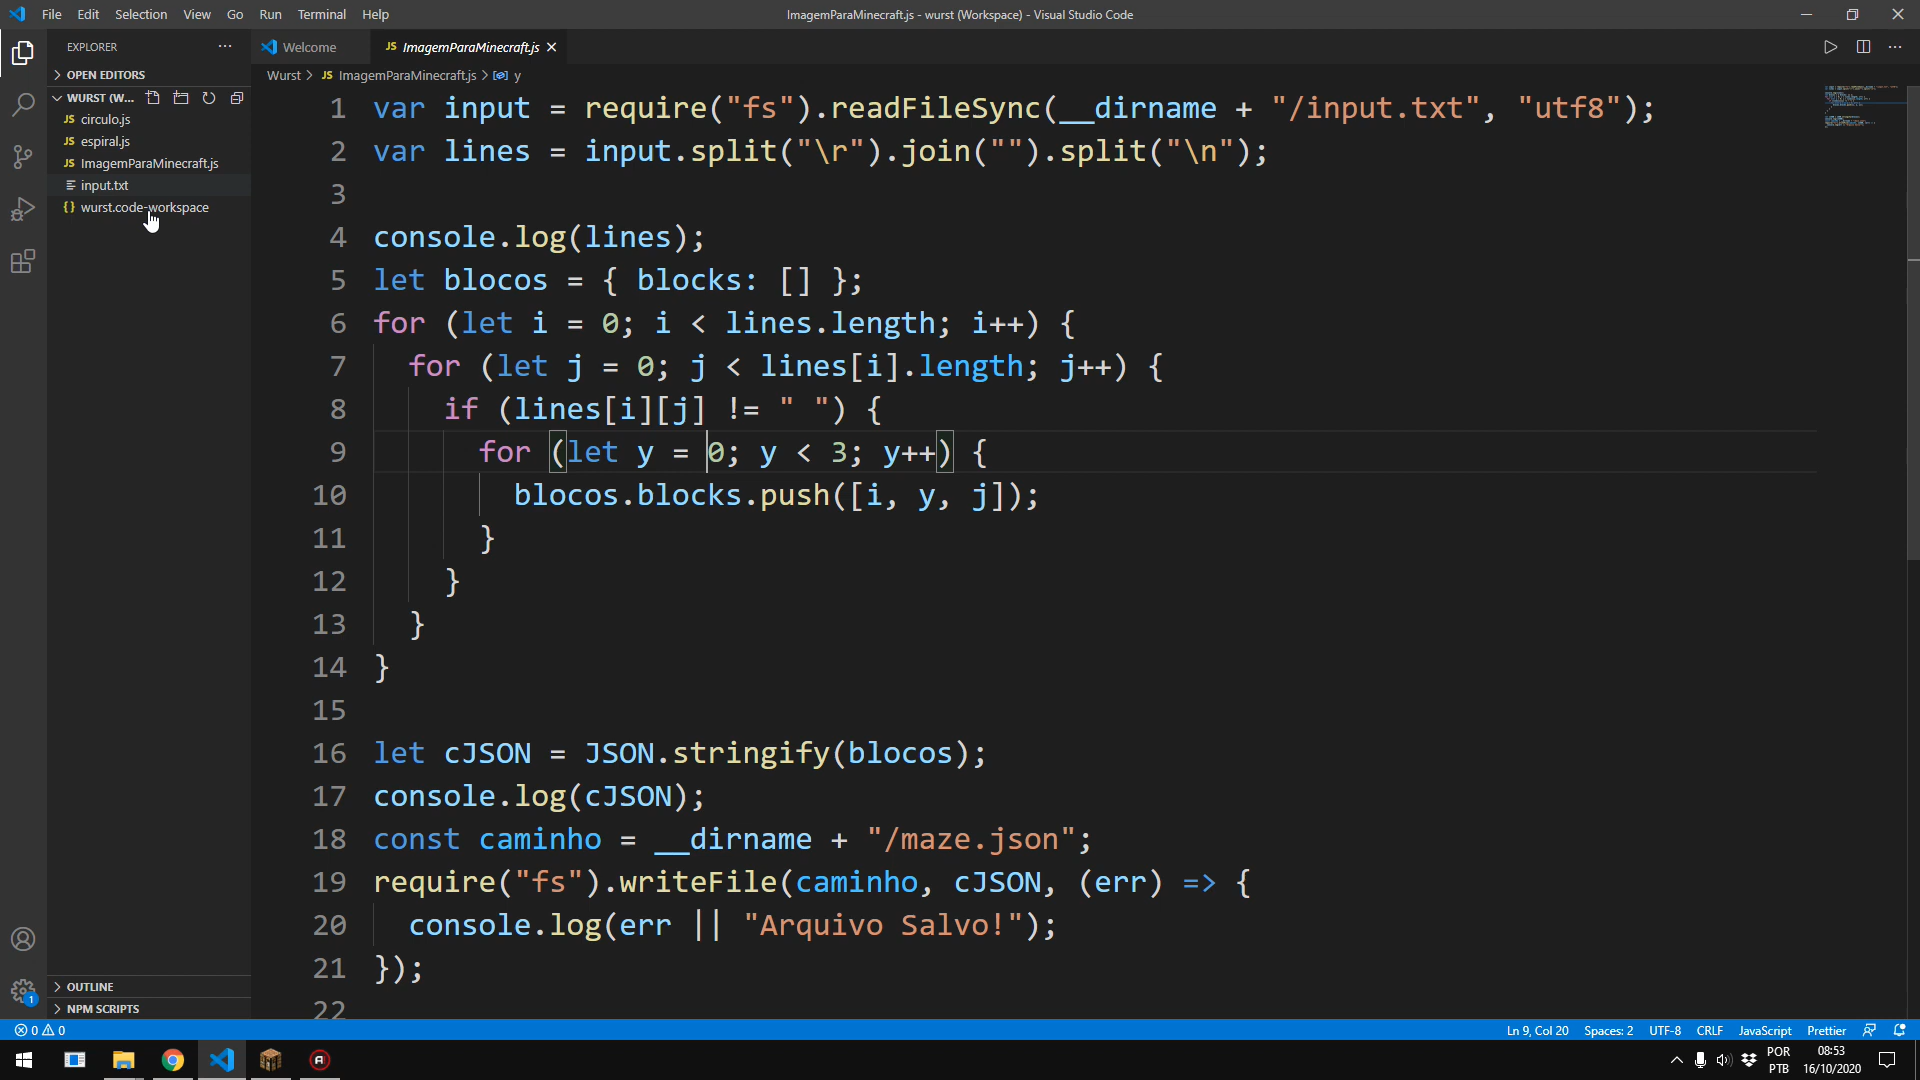 File Edit Selection View Go Run Terminal Help
ImagemParaMinecraft.js - wurst (Workspace) - Visual Studio Code
EXPLORER
Welcome
JS ImagemParaMinecraft.js
OPEN EDITORS
WURST (W...
JS circulo.js
JS espiral.js
JS ImagemParaMinecraft.js
input.txt
{} wurst.code-workspace
OUTLINE
NPM SCRIPTS
Wurst > JS ImagemParaMinecraft.js > y
1 var input = require("fs").readFileSync(__dirname + "/input.txt", "utf8");
2 var lines = input.split("\r").join("").split("\n");
3
4 console.log(lines);
5 let blocos = { blocks: [] };
6 for (let i = 0; i < lines.length; i++) {
7 for (let j = 0; j < lines[i].length; j++) {
8 if (lines[i][j] != " ") {
9 for (let y = 0; y < 3; y++) {
10 blocos.blocks.push([i, y, j]);
11 }
12 }
13 }
14 }
15
16 let cJSON = JSON.stringify(blocos);
17 console.log(cJSON);
18 const caminho = __dirname + "/maze.json";
19 require("fs").writeFile(caminho, cJSON, (err) => {
20 console.log(err || "Arquivo Salvo!");
21 });
22
1
0 0
Ln 9, Col 20 Spaces: 2 UTF-8 CRLF JavaScript Prettier
POR
PTB
08:53
16/10/2020